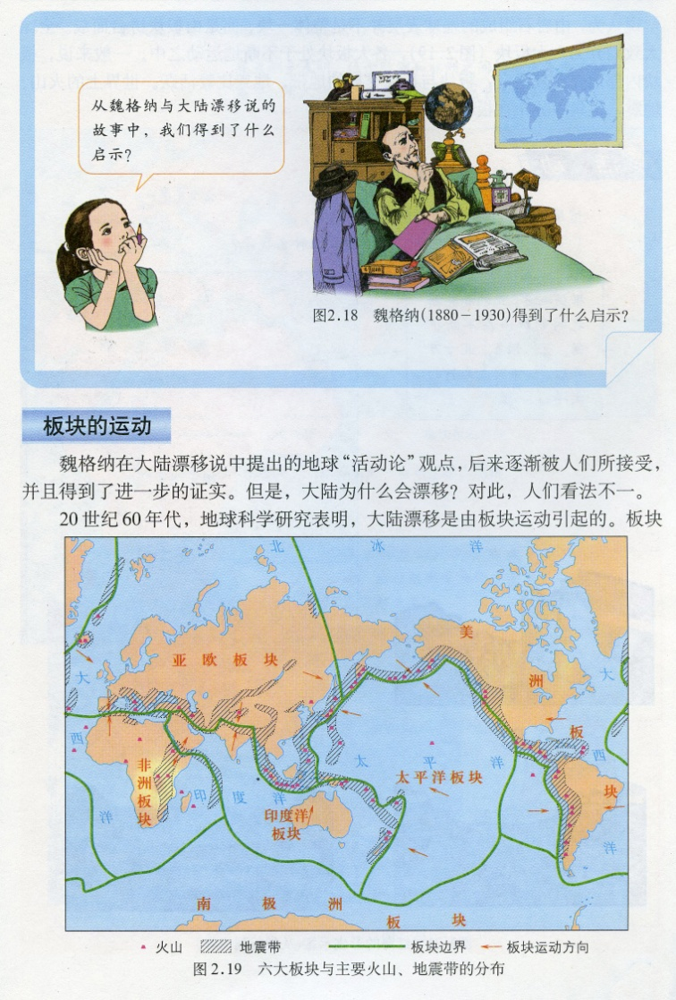 从魏格纳与大陆漂移说的
故事中，我们得到了什么
启示？
图2.18 魏格纳(1880－1930)得到了什么启示？
板块的运动
魏格纳在大陆漂移说中提出的地球“活动论”观点，后来逐渐被人们所接受，
并且得到了进一步的证实。但是，大陆为什么会漂移？对此，人们看法不一。
20世纪60年代，地球科学研究表明，大陆漂移是由板块运动引起的。板块
北 冰 洋
亚 欧 板 块
美
洲
板
块
大
西
洋
非
洲
板
块
印 度 洋
印度洋
板块
太 平 洋
太平洋板块
大
西
洋
南 极 洲
板 块
火山 地震带 板块边界 板块运动方向
图2.19 六大板块与主要火山、地震带的分布